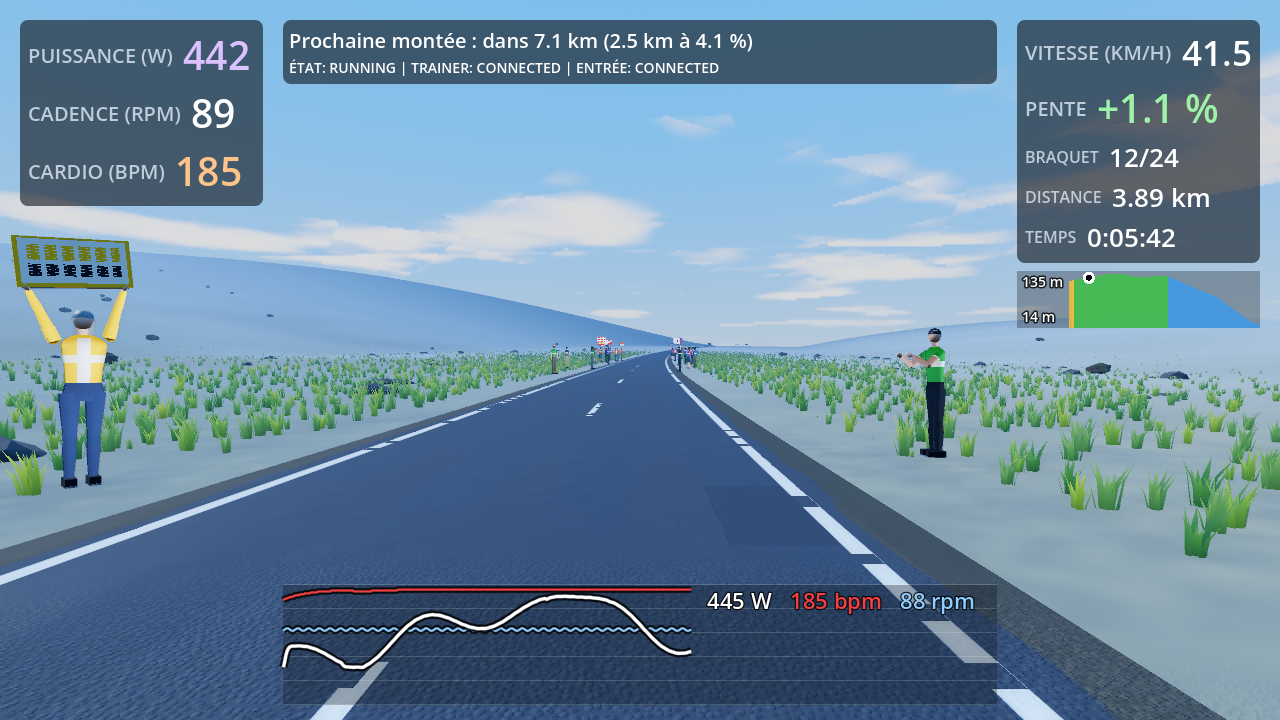 PUISSANCE (W) 442
CADENCE (RPM) 89
CARDIO (BPM) 185
Prochaine montée : dans 7.1 km (2.5 km à 4.1 %)
ÉTAT: RUNNING | TRAINER: CONNECTED | ENTRÉE: CONNECTED
VITESSE (KM/H) 41.5
PENTE +1.1 %
BRAQUET 12/24
DISTANCE 3.89 km
TEMPS 0:05:42
135 m
14 m
445 W 185 bpm 88 rpm